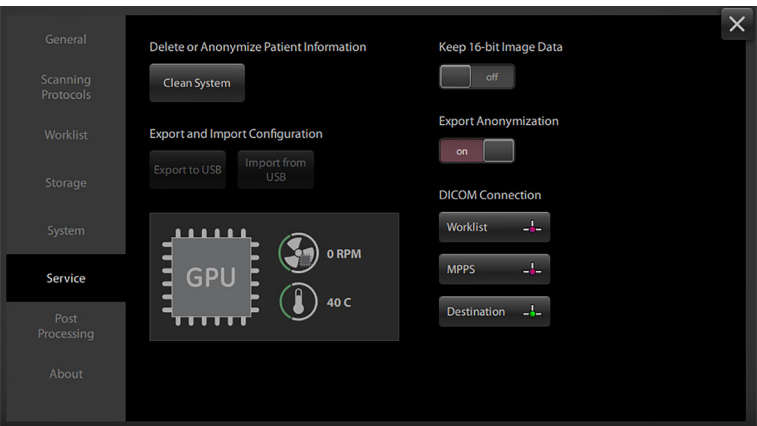 General
Scanning
Protocols
Worklist
Storage
System
Service
Post
Processing
About
Delete or Anonymize Patient Information
Clean System
Export and Import Configuration
Export to USB
Import from
USB
GPU
0 RPM
40 C
Keep 16-bit Image Data
off
Export Anonymization
on
DICOM Connection
Worklist
MPPS
Destination